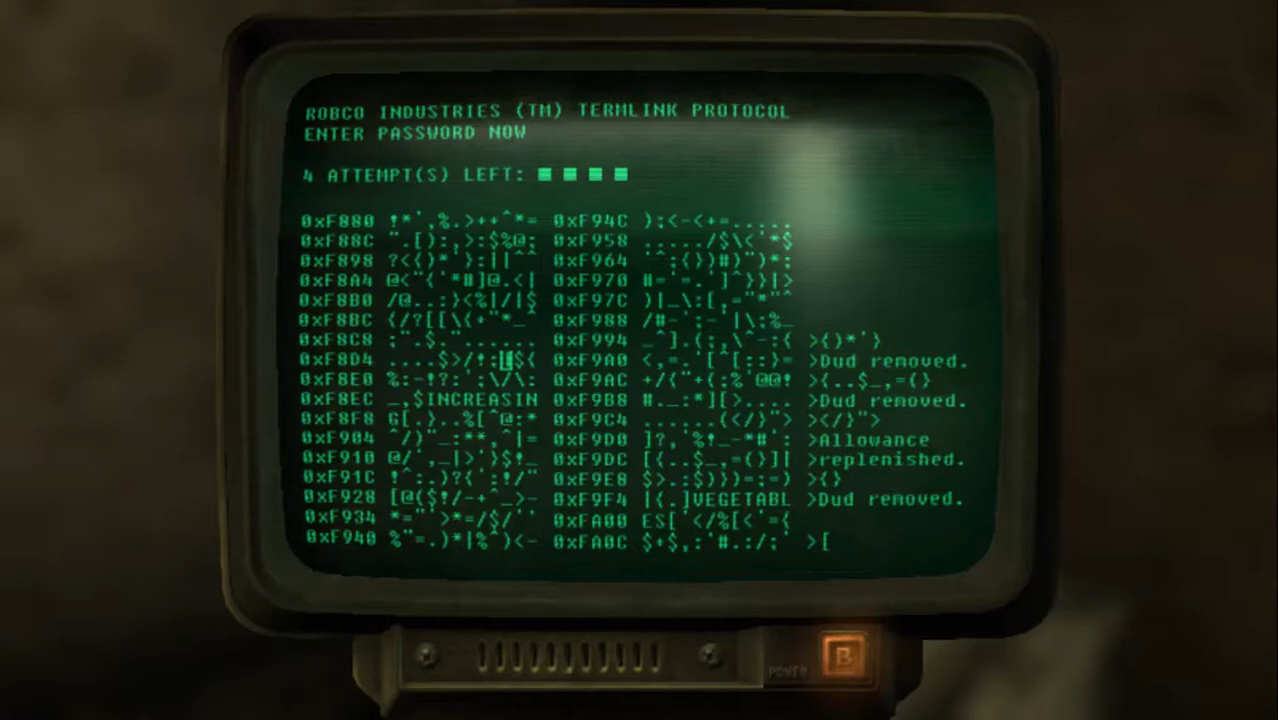 ROBCO INDUSTRIES (TM) TERMLINK PROTOCOL
ENTER PASSWORD NOW
4 ATTEMPT(S) LEFT:
0xF880 !*',%.>++^*= 0xF94C );<-<+=.....
0xF88C ".[):,>:$%@; 0xF958 ...../$\<'*$
0xF898 ?<{)*`}:||^^ 0xF964 '^:{}}#}")*:
0xF8A4 @<"{'*#]@.<| 0xF970 #='=.']^}}|>
0xF8B0 /@..:}<%|/|$ 0xF97C )|_\:[,="*"^
0xF8BC {/?[[\(+"*_^ 0xF988 /#-':-'|\:%_
0xF8C8 :".$."...... 0xF994 _^].(;,\^-:{ >{}*'}
0xF8D4 ....$>/!:[${ 0xF9A0 <,=.'[^[::}= >Dud removed.
0xF8E0 %:-!?:':\/\: 0xF9AC +/{"+(:%'@@! >{..$_,=()
0xF8EC _,$INCREASIN 0xF9B8 #._:*][>.... >Dud removed.
0xF8F8 G[.}..%[^@:* 0xF9C4 ......{</}"> ></}">
0xF904 ^/)"_:**,^|= 0xF9D0 ]?,'%!_-*#': >Allowance
0xF910 @/',_|>'}$!_ 0xF9DC [{..$_,=()][ >replenished.
0xF91C !^:.)?{':!/" 0xF9E8 $>.:$)})=:=) >{}
0xF928 [@($!/-+^_>- 0xF9F4 |{.]VEGETABL >Dud removed.
0xF934 *="'>*=/$/'' 0xFA00 ES['</%[<'={
0xF940 %"=.)*|%^)<- 0xFA0C $+$,:'#.:/;' >[
POWER
B